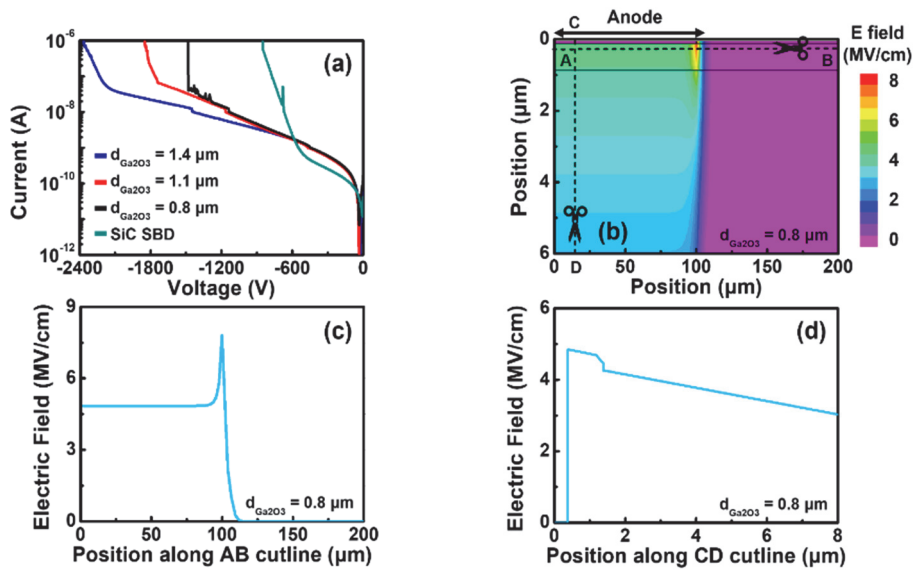 (a)
Current (A)
10⁻⁶
10⁻⁸
10⁻¹⁰
10⁻¹²
d_Ga2O3 = 1.4 μm
d_Ga2O3 = 1.1 μm
d_Ga2O3 = 0.8 μm
SiC SBD
-2400 -1800 -1200 -600 0
Voltage (V)
C Anode
E field
(MV/cm)
A
B
8
6
4
2
0
0
2
4
6
Position (μm)
(b)
d_Ga2O3 = 0.8 μm
D
0 50 100 150 200
Position (μm)
(c)
Electric Field (MV/cm)
9
6
3
0
d_Ga2O3 = 0.8 μm
0 50 100 150 200
Position along AB cutline (μm)
(d)
Electric Field (MV/cm)
6
4
2
0
d_Ga2O3 = 0.8 μm
0 2 4 6 8
Position along CD cutline (μm)